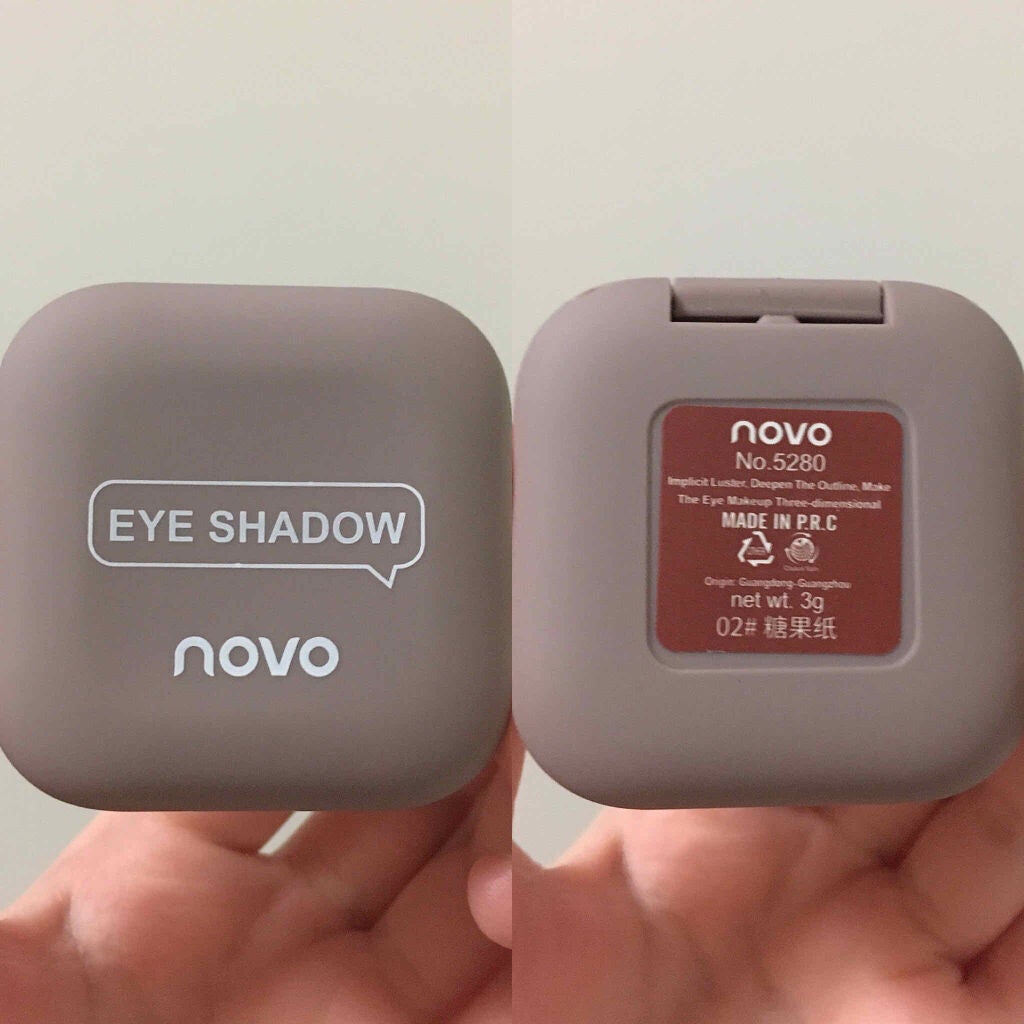 EYE SHADOW
novo
novo
No.5280
Implicit Luster, Deepen The Outline, Make
The Eye Makeup Three-dimensional
MADE IN P.R.C
Origin: Guangdong-Guangzhou
net wt. 3g
02# 糖果纸